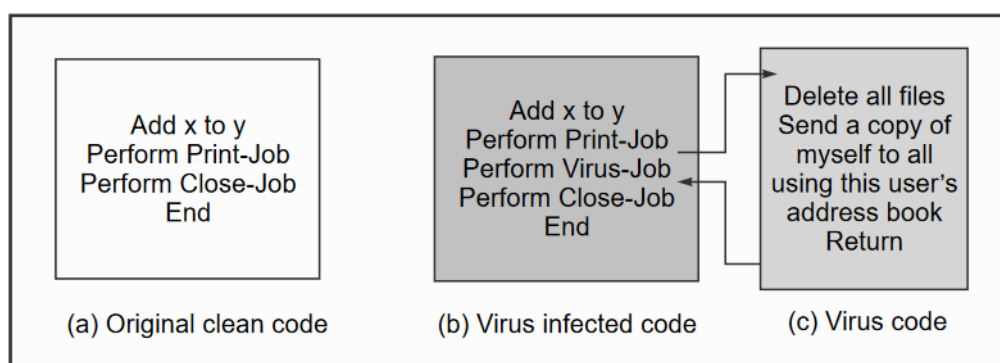 Add x to y
Perform Print-Job
Perform Close-Job
End
(a) Original clean code
Add x to y
Perform Print-Job
Perform Virus-Job
Perform Close-Job
End
(b) Virus infected code
Delete all files
Send a copy of
myself to all
using this user's
address book
Return
(c) Virus code